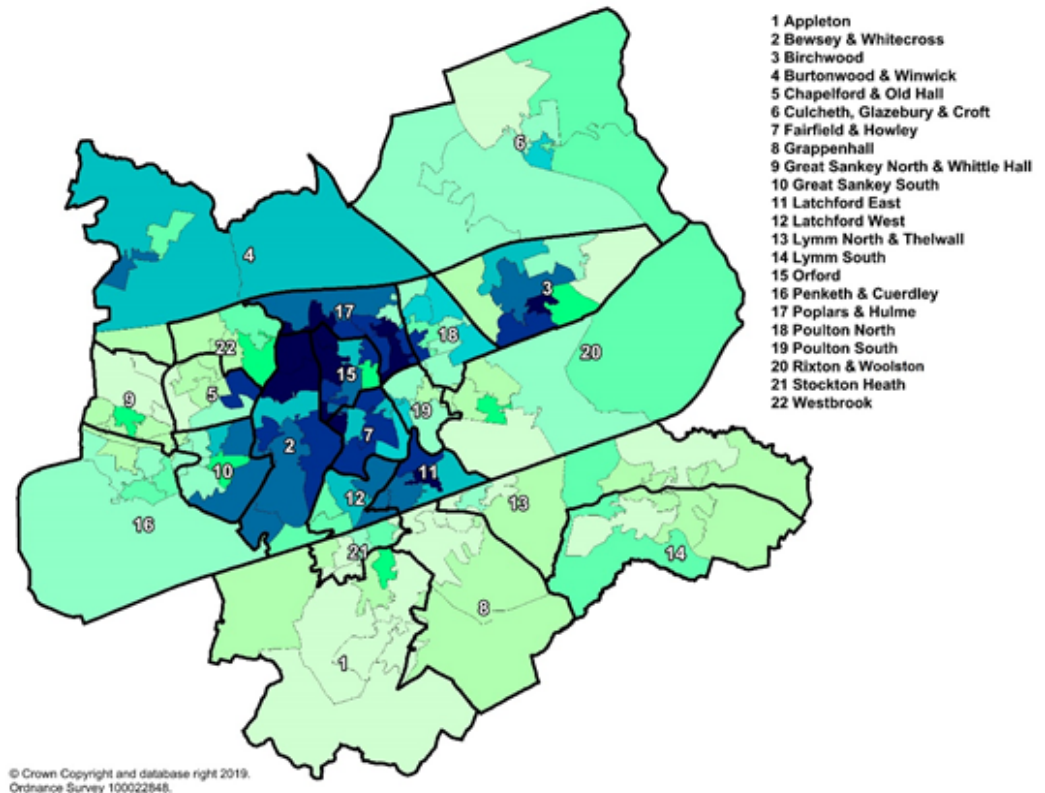 1 Appleton
2 Bewsey & Whitecross
3 Birchwood
4 Burtonwood & Winwick
5 Chapelford & Old Hall
6 Culcheth, Glazebury & Croft
7 Fairfield & Howley
8 Grappenhall
9 Great Sankey North & Whittle Hall
10 Great Sankey South
11 Latchford East
12 Latchford West
13 Lymm North & Thelwall
14 Lymm South
15 Orford
16 Penketh & Cuerdley
17 Poplars & Hulme
18 Poulton North
19 Poulton South
20 Rixton & Woolston
21 Stockton Heath
22 Westbrook
6
4
3
17
18
22
20
15
5
9
19
2
7
10
11
12
13
16
21
14
8
1
© Crown Copyright and database right 2019.
Ordnance Survey 100022848.